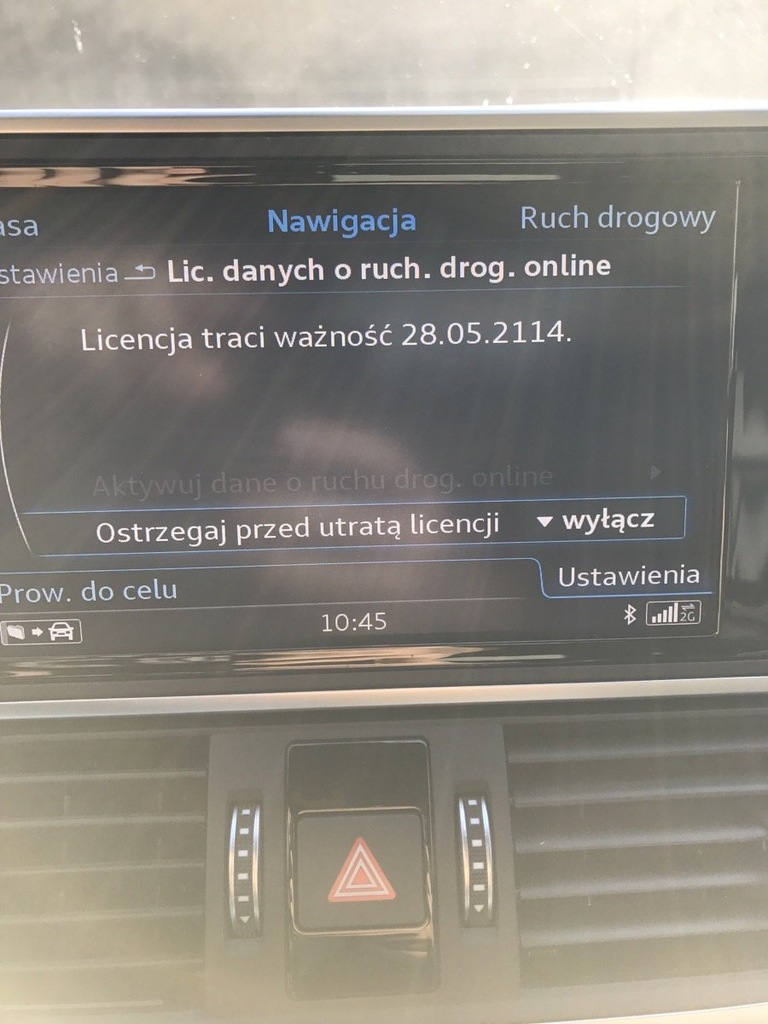 asa Nawigacja Ruch drogowy
stawienia Lic. danych o ruch. drog. online
Licencja traci ważność 28.05.2114.
Aktywuj dane o ruchu drog. online
Ostrzegaj przed utratą licencji wyłącz
Prow. do celu Ustawienia
10:45 2G